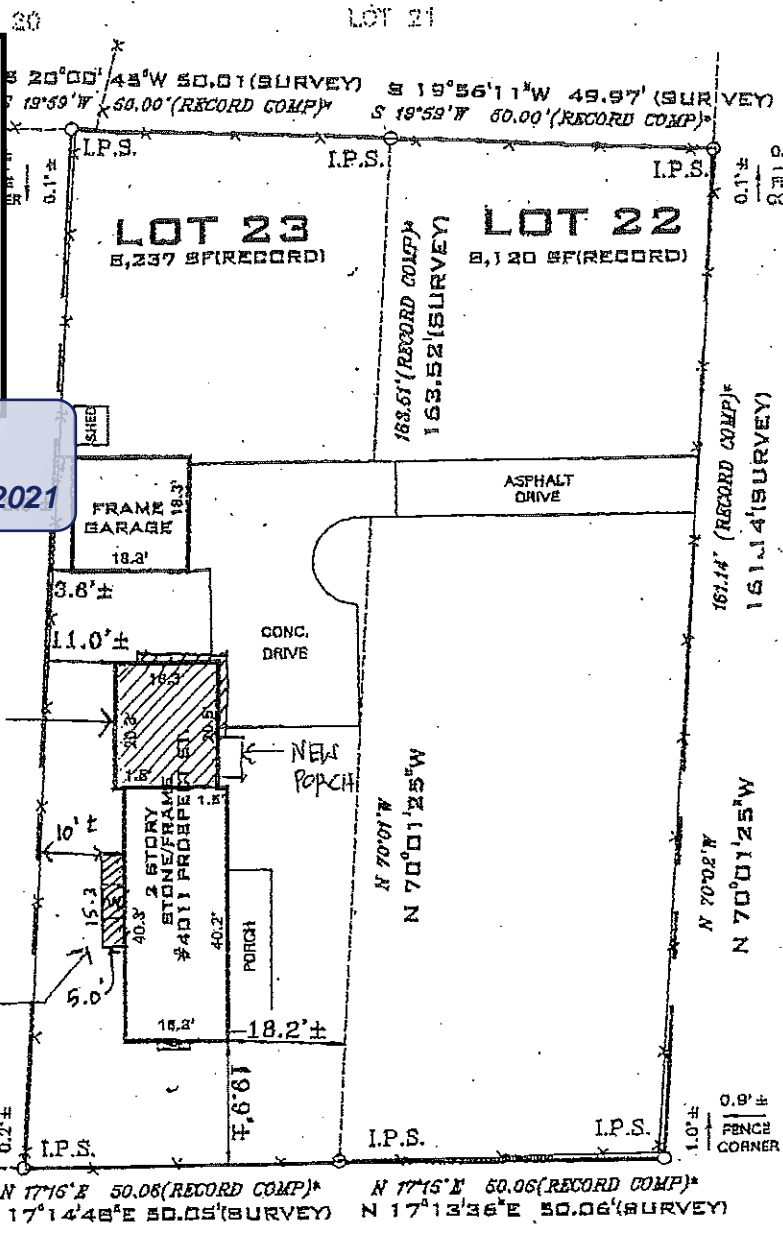 20
LOT 21
S 20°00'45"W 50.01(SURVEY)
S 19°56'11"W 49.97'(SURVEY)
S 19°59'W 50.00'(RECORD COMP)*
S 19°59'W 50.00'(RECORD COMP)*
I.P.S.
I.P.S.
I.P.S.
0.1'±
0.1'±
LOT 23
8,237 SF(RECORD)
LOT 22
8,120 SF(RECORD)
163.51'(RECORD COMP)*
163.52'(SURVEY)
SHED
2021
FRAME
GARAGE
18.3'
18.3'
ASPHALT
DRIVE
161.14' (RECORD COMP)*
161.14'(SURVEY)
3.6'±
11.0'±
CONC.
DRIVE
18.3'
20.5'
1.8'
1.8'
NEW
PORCH
2 STORY
STONE/FRAME
#4011 PROSPECT ST.
10'±
15.3
40.3'
40.2'
PORCH
5.0'
N 70°01'W
N 70°01'25"W
N 70°02'W
N 70°01'25"W
18.2'±
19.9'±
0.2'±
I.P.S.
I.P.S.
I.P.S.
1.0'±
0.9'±
FENCE
CORNER
N 17°15'E 50.06(RECORD COMP)*
N 17°15'E 50.06(RECORD COMP)*
17°14'48"E 50.05'(SURVEY)
N 17°13'36"E 50.06'(SURVEY)